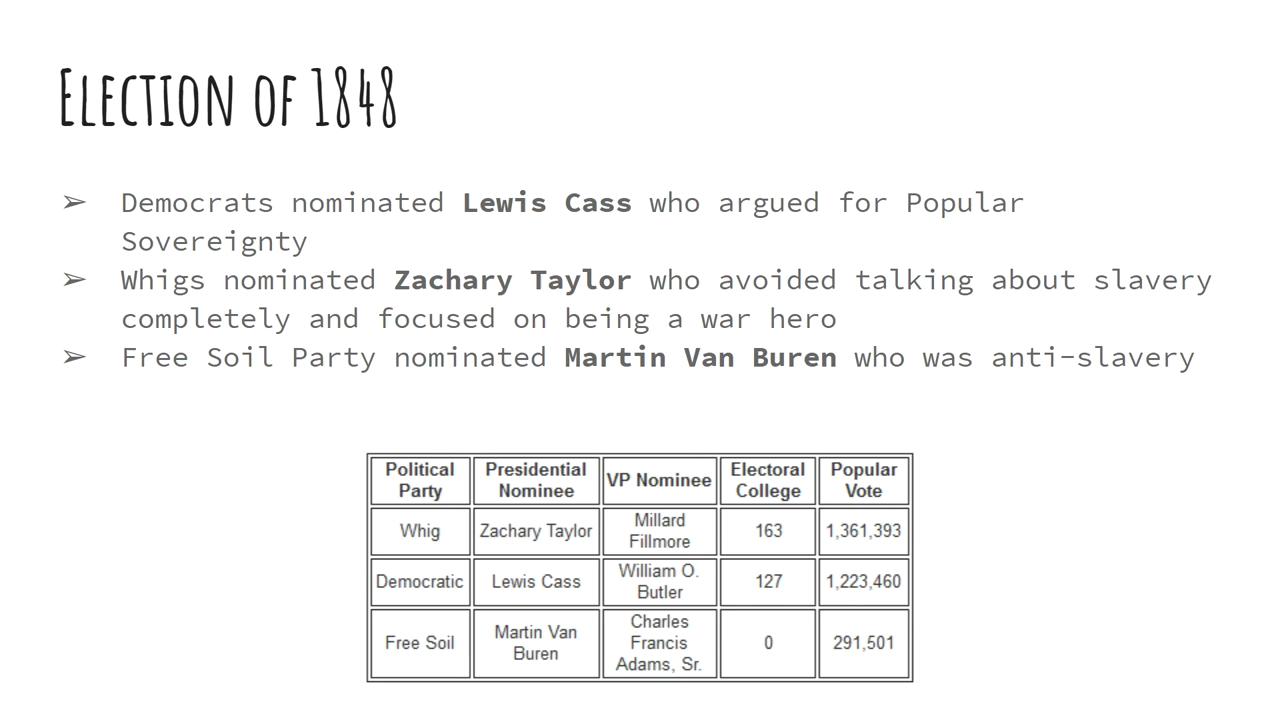 Election of 1848
➢ Democrats nominated Lewis Cass who argued for Popular
Sovereignty
➢ Whigs nominated Zachary Taylor who avoided talking about slavery
completely and focused on being a war hero
➢ Free Soil Party nominated Martin Van Buren who was anti-slavery
Political Party | Presidential Nominee | VP Nominee | Electoral College | Popular Vote
Whig | Zachary Taylor | Millard Fillmore | 163 | 1,361,393
Democratic | Lewis Cass | William O. Butler | 127 | 1,223,460
Free Soil | Martin Van Buren | Charles Francis Adams, Sr. | 0 | 291,501